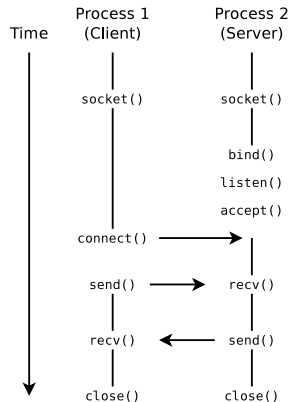 Process 1
(Client)
Process 2
(Server)
Time
socket()
socket()
bind()
listen()
accept()
connect()
send()
recv()
recv()
send()
close()
close()